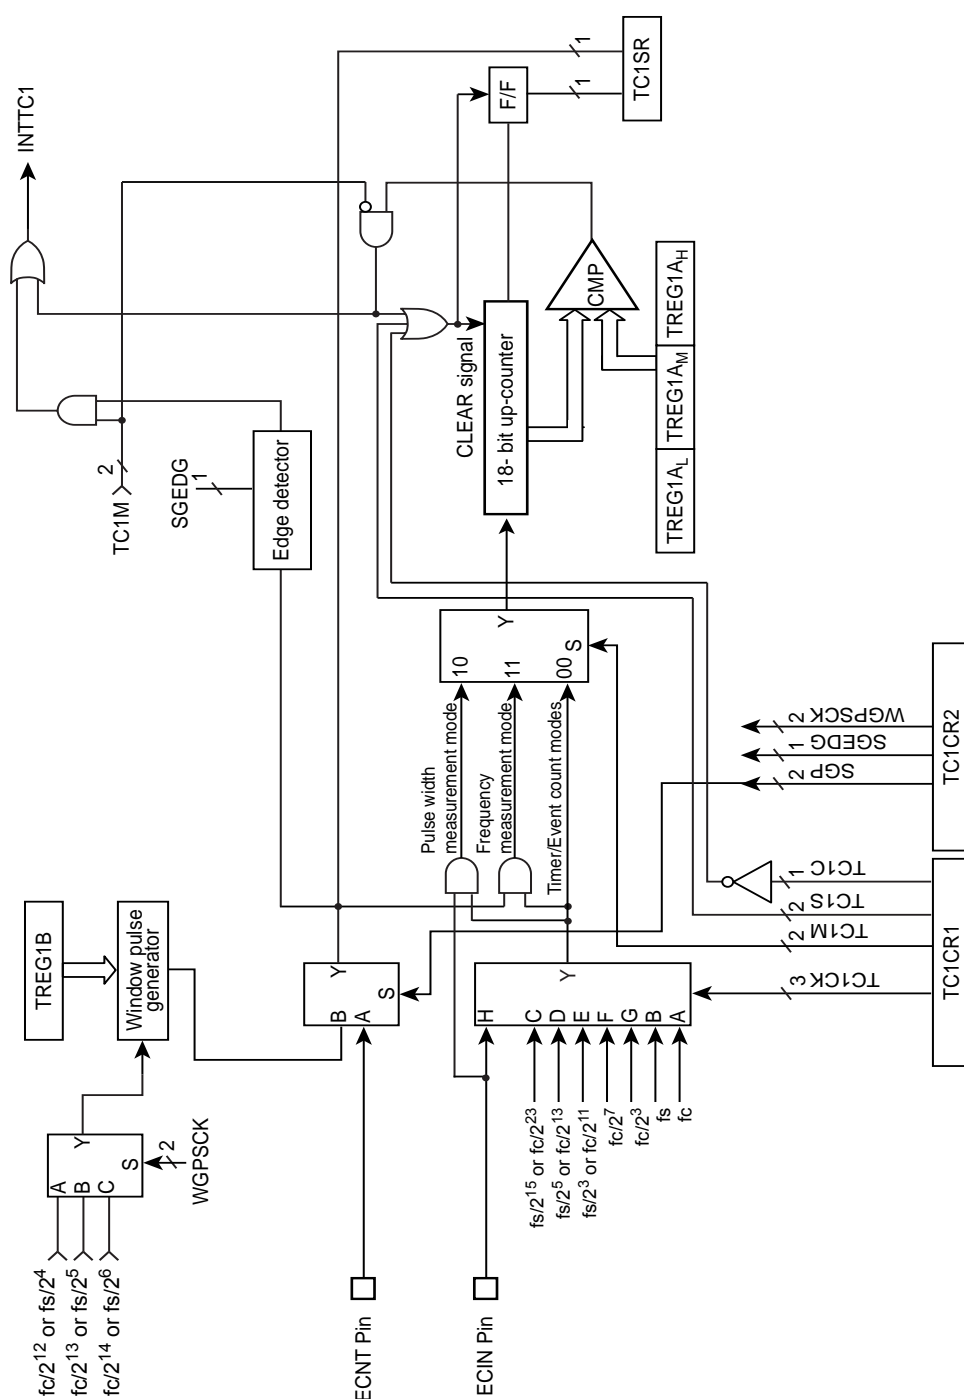 fc/2^12 or fs/2^4
fc/2^13 or fs/2^5
fc/2^14 or fs/2^6
A
B
C
Y
S
2
WGPSCK
TREG1B
Window pulse
generator
ECNT Pin
B
A
Y
S
ECIN Pin
H
C
D
E
F
G
B
A
Y
fs/2^15 or fc/2^23
fs/2^5 or fc/2^13
fs/2^3 or fc/2^11
fc/2^7
fc/2^3
fs
fc
Pulse width
measurement mode
Frequency
measurement mode
Timer/Event count modes
10
11
00
Y
S
TC1M
2
SGEDG
1
Edge detector
INTTC1
CLEAR signal
18- bit up-counter
F/F
1
1
TC1SR
CMP
TREG1A_L
TREG1A_M
TREG1A_H
3
TC1CK
2
TC1M
2
TC1S
1
TC1C
TC1CR1
2
SGP
1
SGEDG
2
WGPSCK
TC1CR2